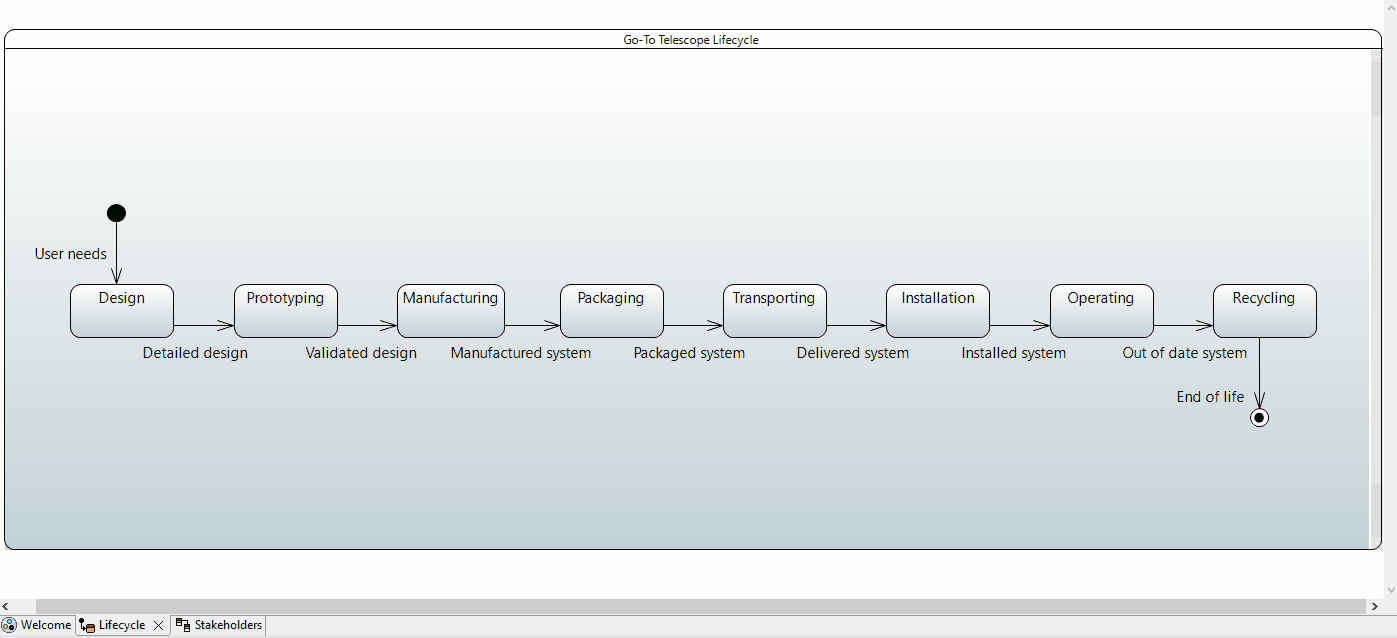 Go-To Telescope Lifecycle
User needs
Design
Prototyping
Manufacturing
Packaging
Transporting
Installation
Operating
Recycling
Detailed design
Validated design
Manufactured system
Packaged system
Delivered system
Installed system
Out of date system
End of life
Welcome
Lifecycle
Stakeholders